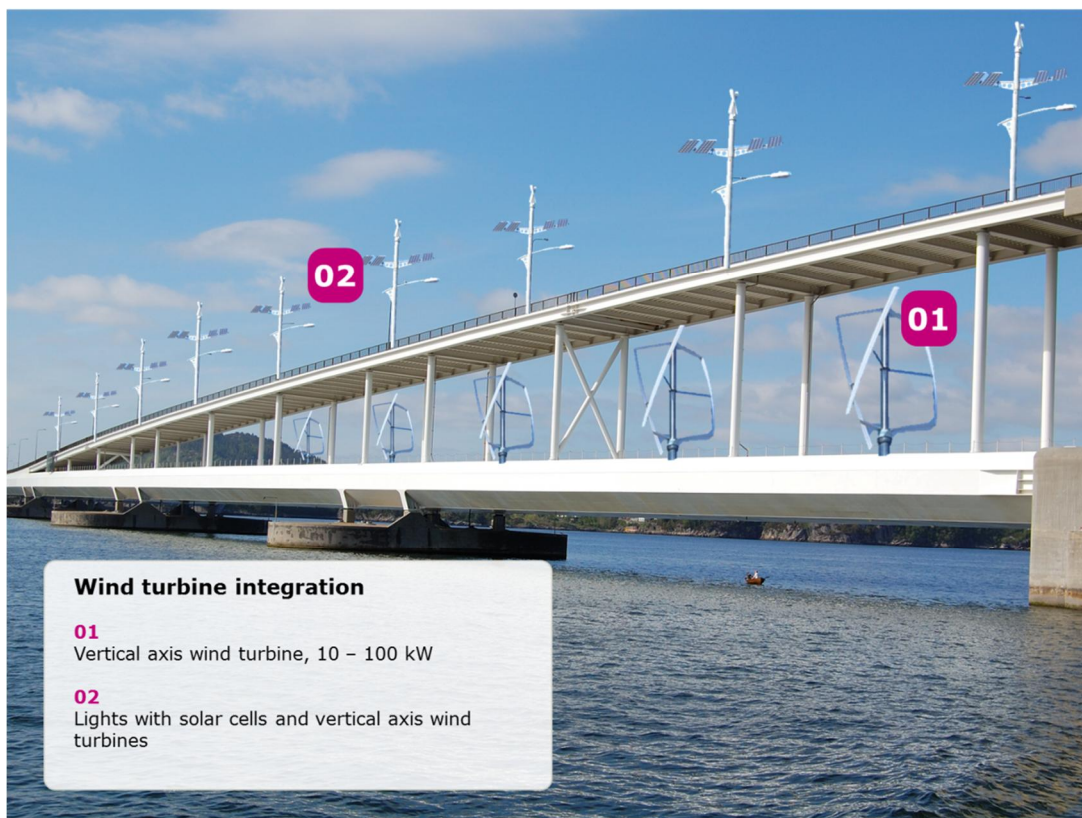 02
01
Wind turbine integration
01
Vertical axis wind turbine, 10 – 100 kW
02
Lights with solar cells and vertical axis wind
turbines